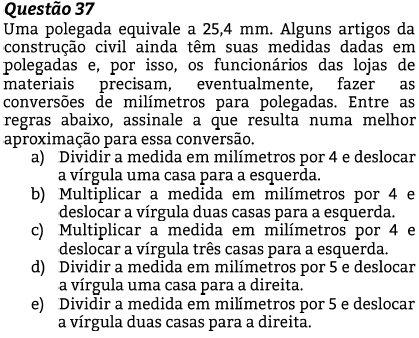 Questão 37
Uma polegada equivale a 25,4 mm. Alguns artigos da
construção civil ainda têm suas medidas dadas em
polegadas e, por isso, os funcionários das lojas de
materiais precisam, eventualmente, fazer as
conversões de milímetros para polegadas. Entre as
regras abaixo, assinale a que resulta numa melhor
aproximação para essa conversão.
a) Dividir a medida em milímetros por 4 e deslocar
a vírgula uma casa para a esquerda.
b) Multiplicar a medida em milímetros por 4 e
deslocar a vírgula duas casas para a esquerda.
c) Multiplicar a medida em milímetros por 4 e
deslocar a vírgula três casas para a esquerda.
d) Dividir a medida em milímetros por 5 e deslocar
a vírgula uma casa para a direita.
e) Dividir a medida em milímetros por 5 e deslocar
a vírgula duas casas para a direita.